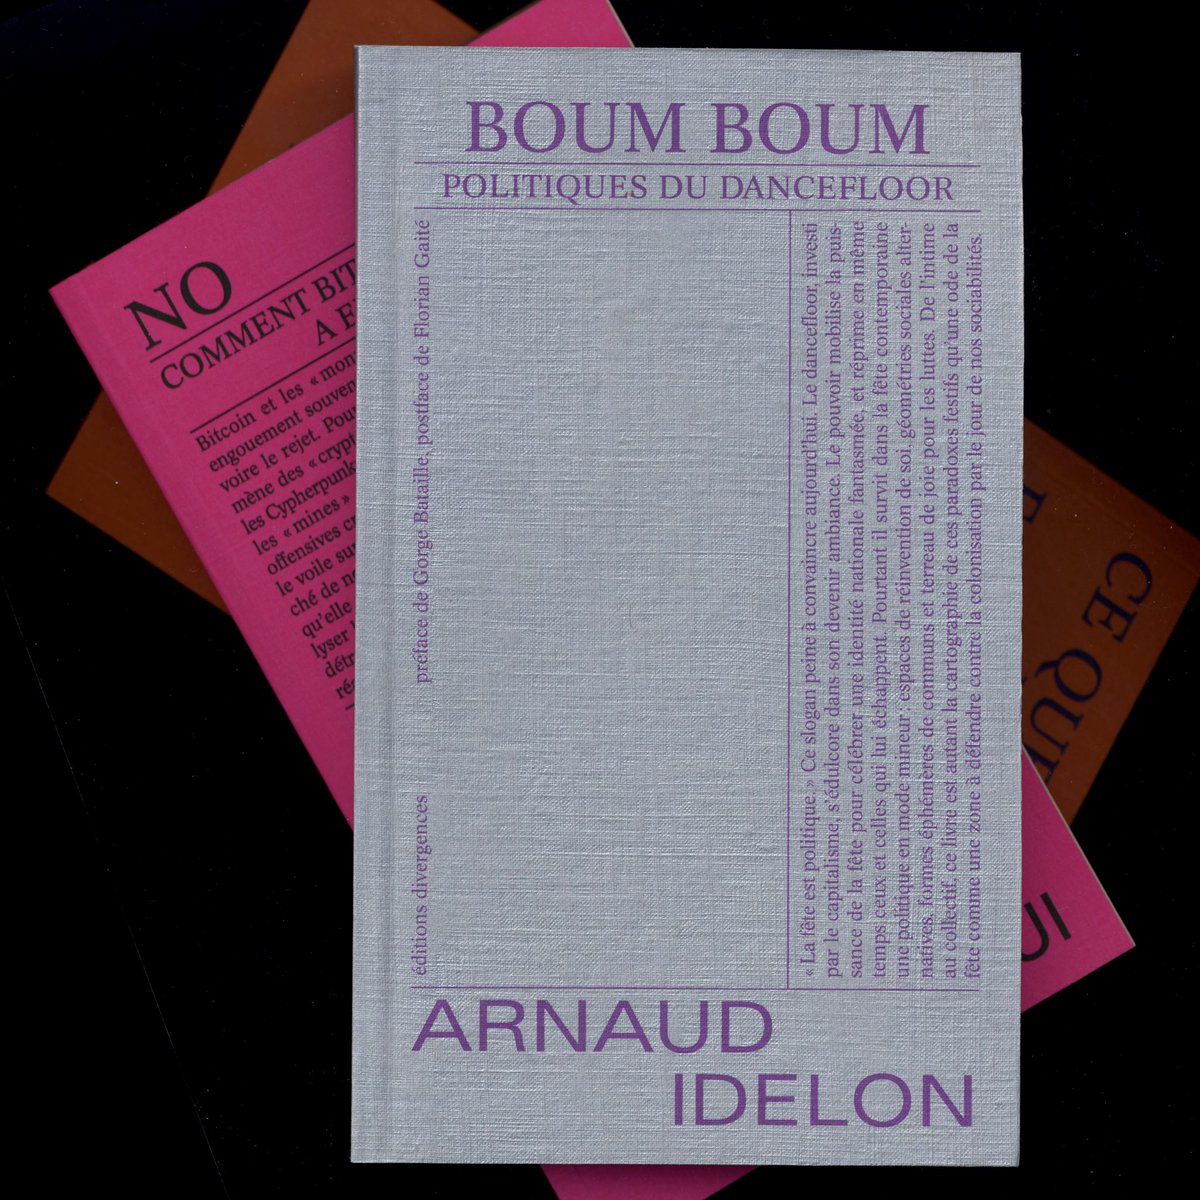 BOUM BOUM
POLITIQUES DU DANCEFLOOR
préface de Gorge Bataille, postface de Florian Gaité
éditions divergences
« La fête est politique. » Ce slogan peine à convaincre aujourd'hui. Le dancefloor, investi
par le capitalisme, s'édulcore dans son devenir ambiance. Le pouvoir mobilise la puis-
sance de la fête pour célébrer une identité nationale fantasmée, et réprime en même
temps ceux et celles qui lui échappent. Pourtant il survit dans la fête contemporaine
une politique en mode mineur : espaces de réinvention de soi, géométries sociales alter-
natives, formes éphémères de communs et terreau de joie pour les luttes. De l'intime
au collectif, ce livre est autant la cartographie de ces paradoxes festifs qu'une ode de la
fête comme une zone à défendre contre la colonisation par le jour de nos sociabilités.
ARNAUD
IDELON
NO
COMMENT BIT
A E
Bitcoin et les « mon
engouement souven
voire le rejet. Pou
mène des « cryp
les Cypherpunk
les « mines »
offensives cr
le voile su
ché de n
qu'elle
lyser
détr
ré
UI
CE QUE